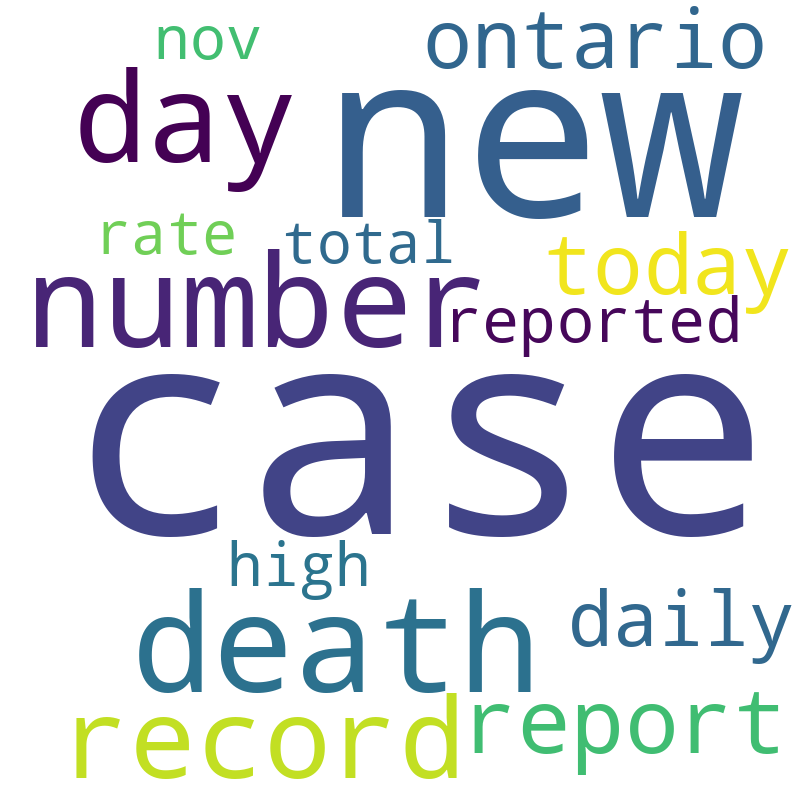 nov
ontario
day
new
rate
total
today
number
reported
case
high
death
daily
record
report